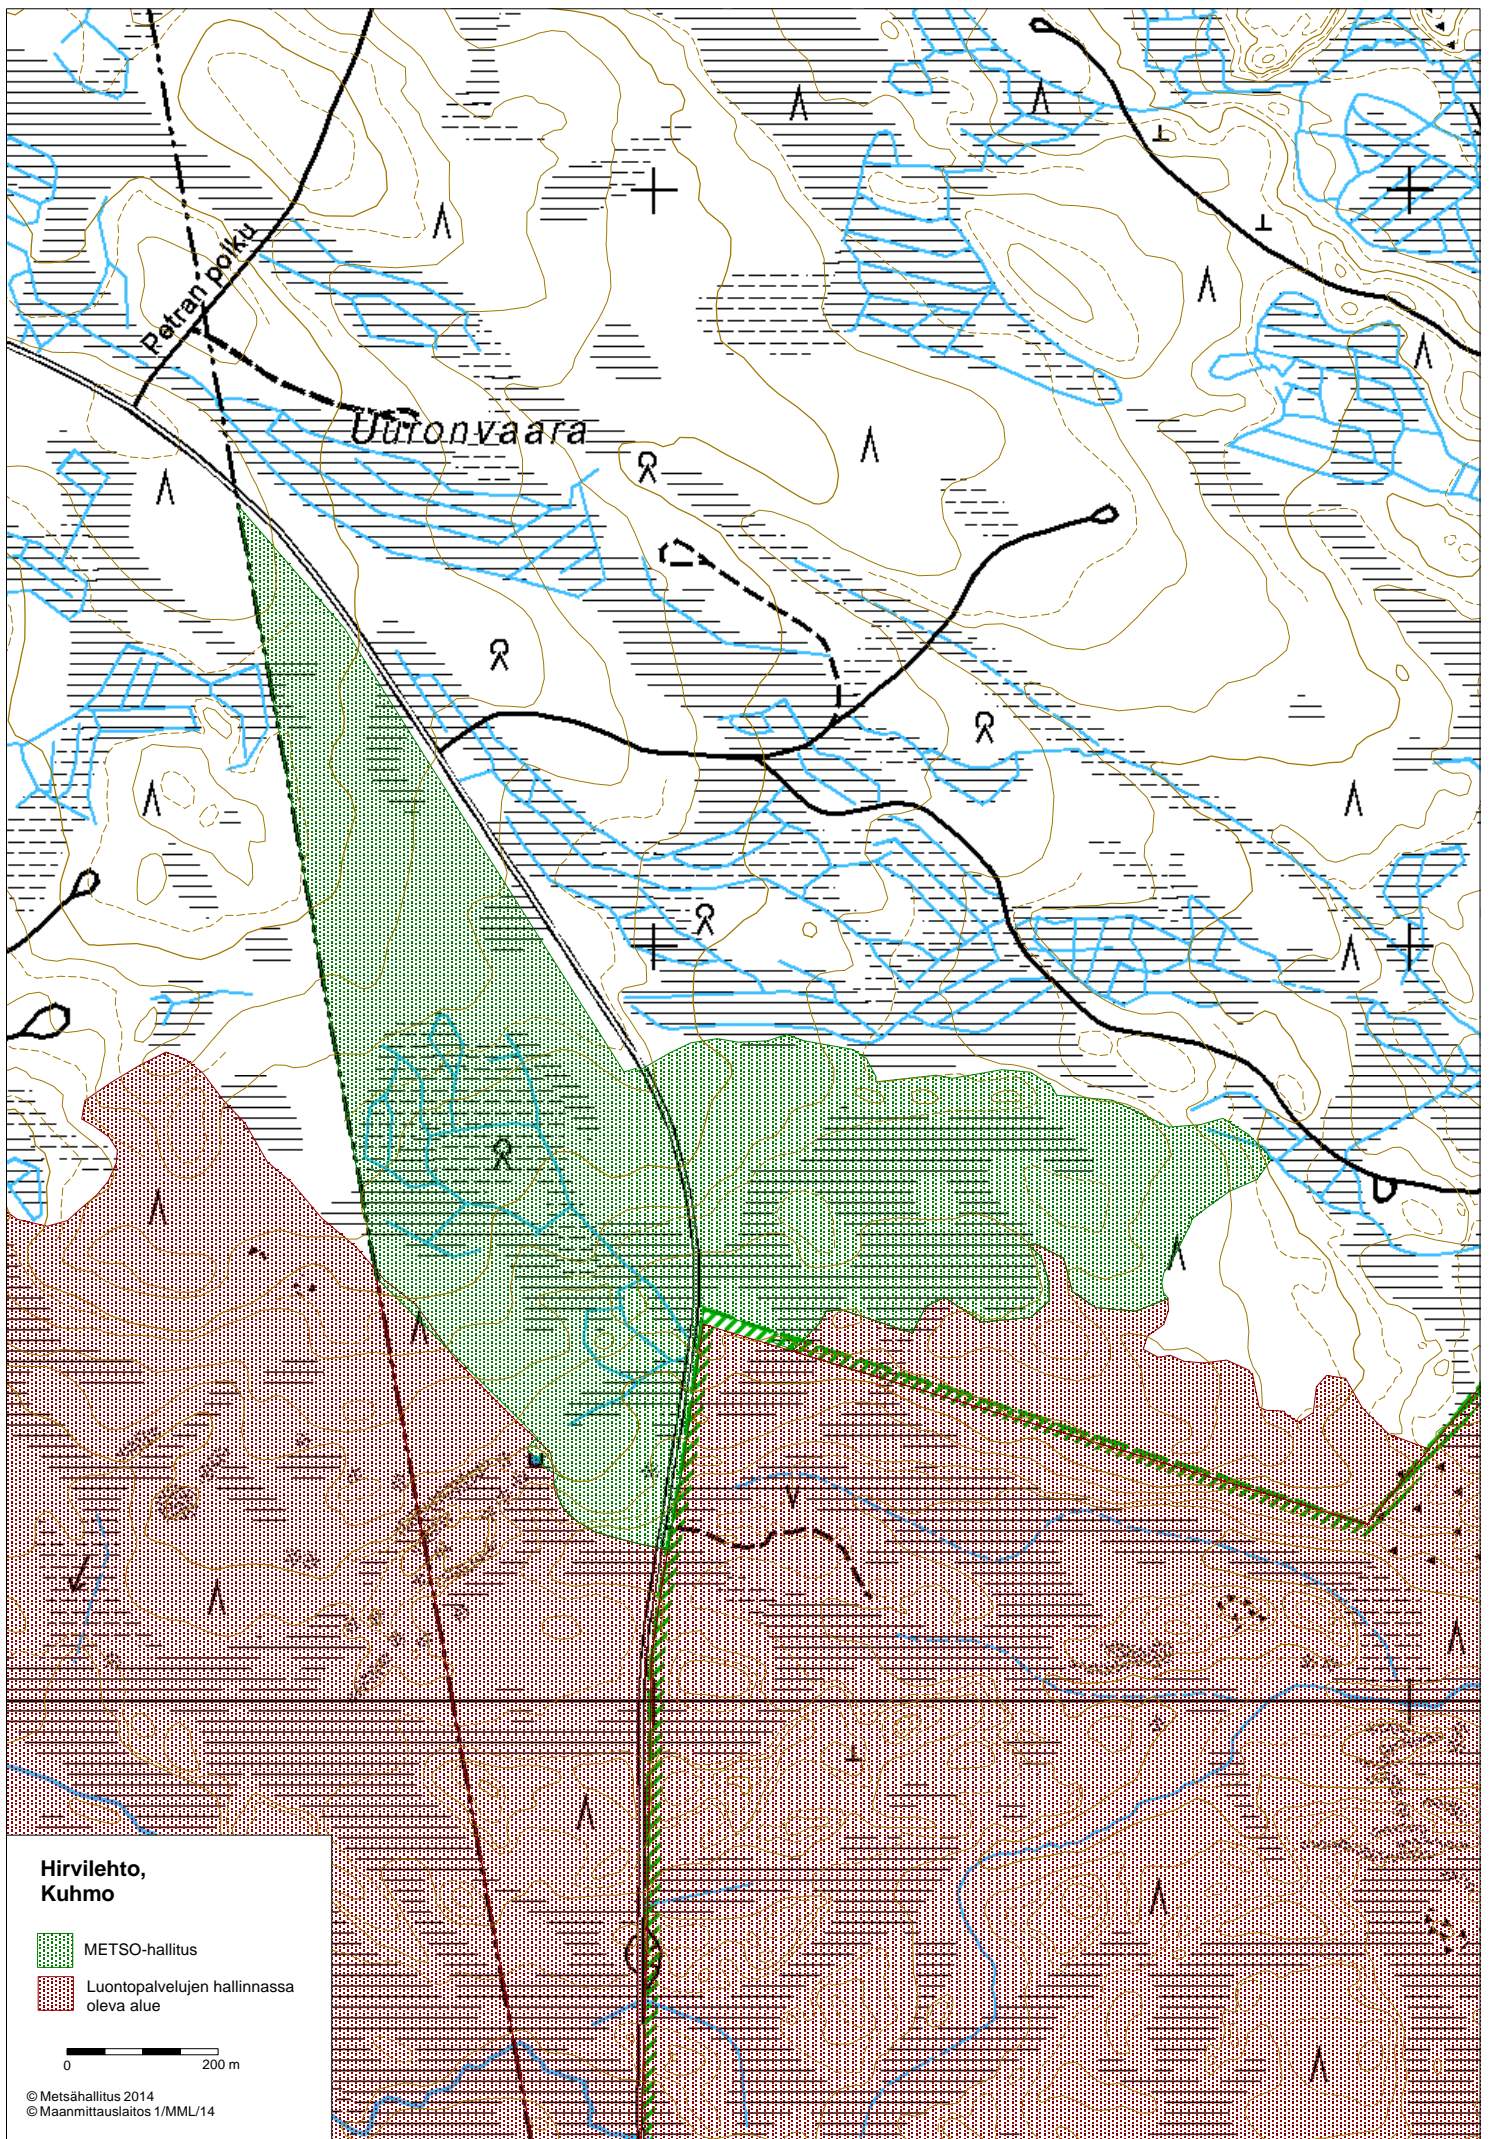 Petran polku
Uuronvaara
Hirvilehto,
Kuhmo
METSO-hallitus
Luontopalvelujen hallinnassa
oleva alue
0 200 m
© Metsähallitus 2014
© Maanmittauslaitos 1/MML/14